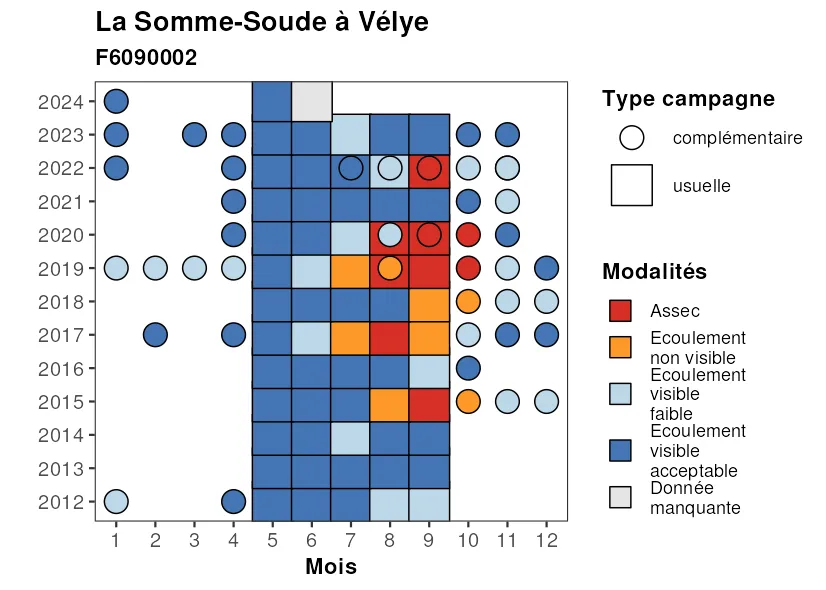 La Somme-Soude à Vélye
F6090002
2024
2023
2022
2021
2020
2019
2018
2017
2016
2015
2014
2013
2012
1 2 3 4 5 6 7 8 9 10 11 12
Mois
Type campagne
complémentaire
usuelle
Modalités
Assec
Ecoulement
non visible
Ecoulement
visible
faible
Ecoulement
visible
acceptable
Donnée
manquante